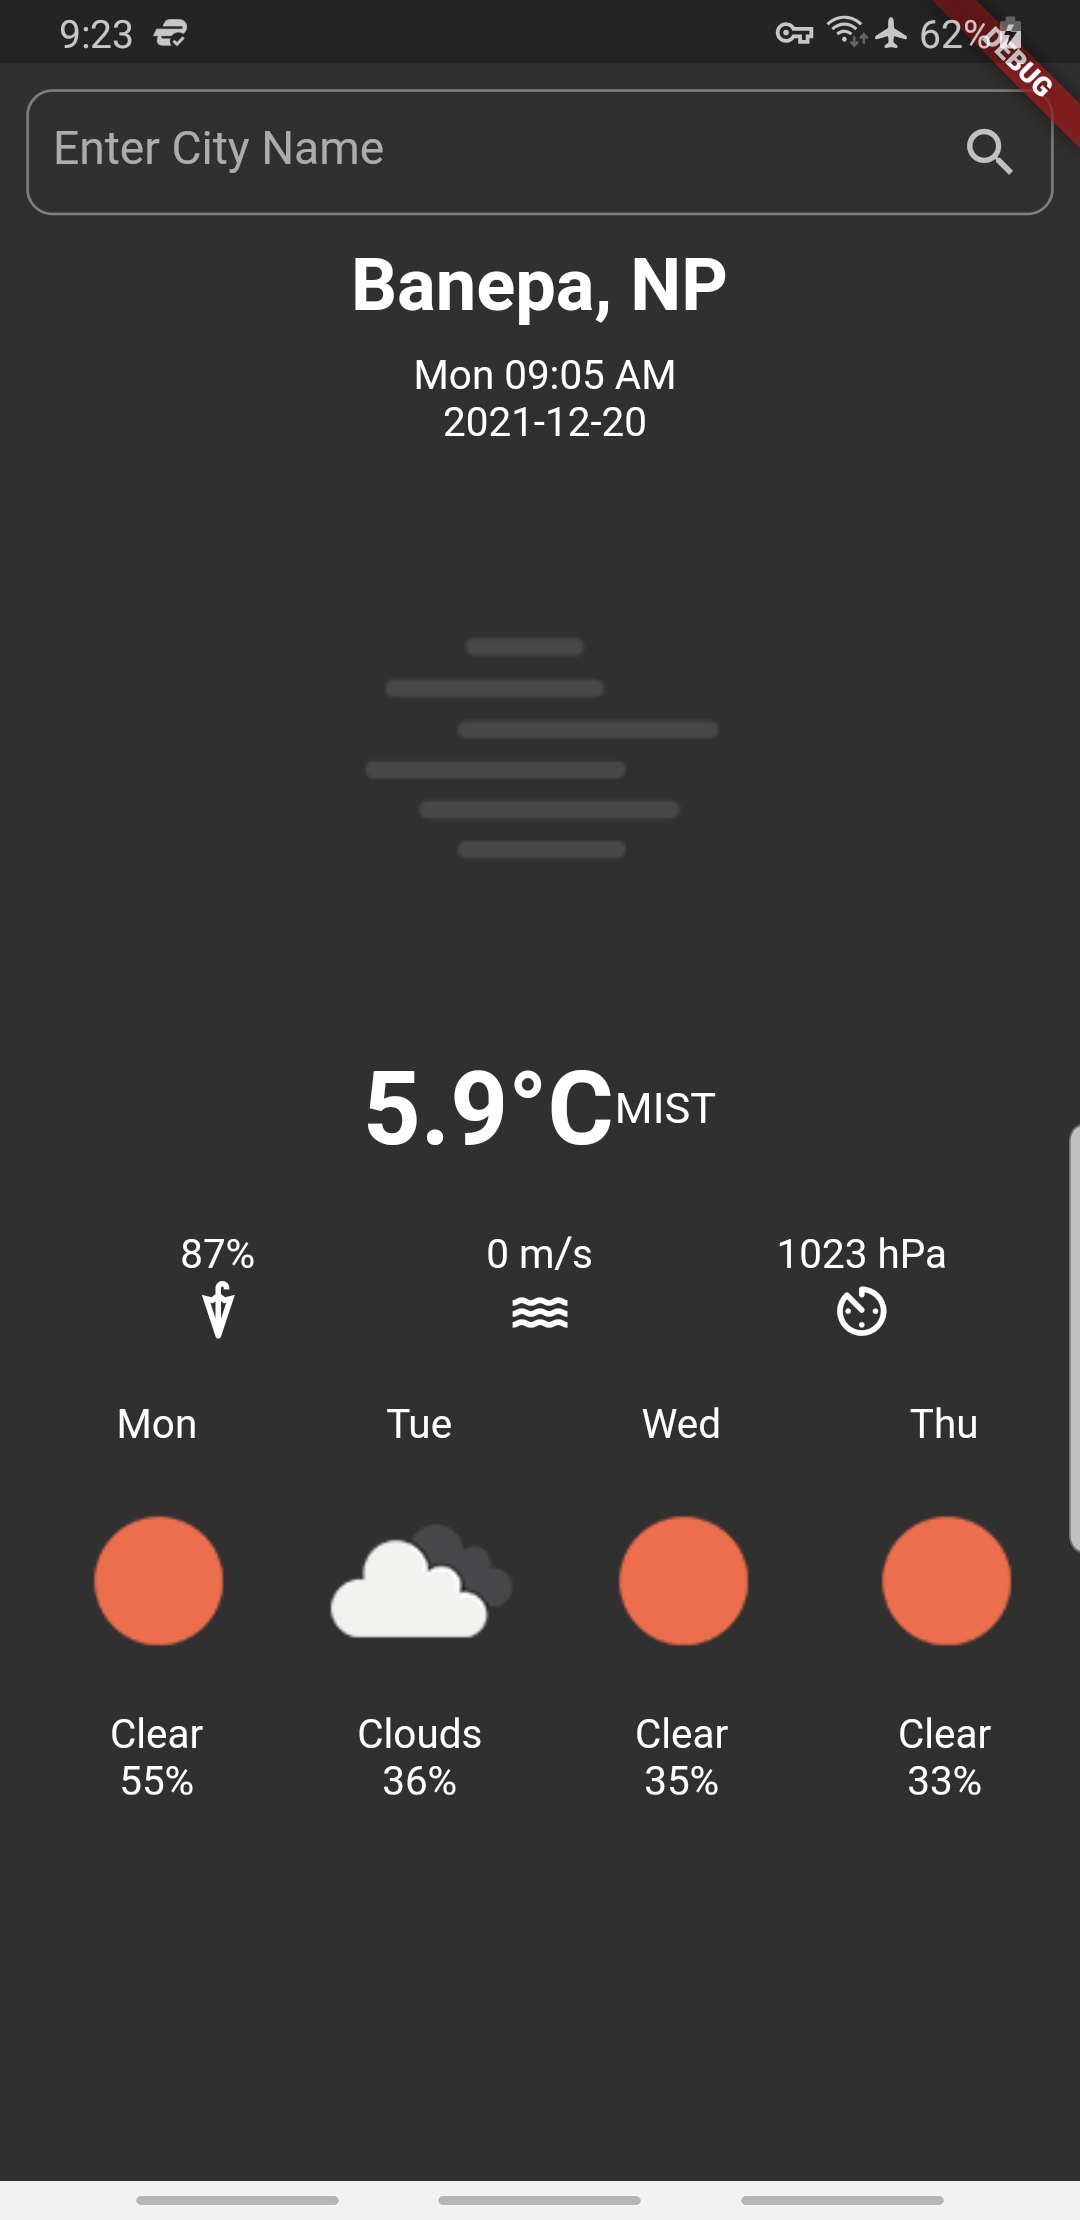 9:23 62%
DEBUG
Enter City Name
Banepa, NP
Mon 09:05 AM
2021-12-20
5.9°C MIST
87% 0 m/s 1023 hPa
Mon Tue Wed Thu
Clear Clouds Clear Clear
55% 36% 35% 33%